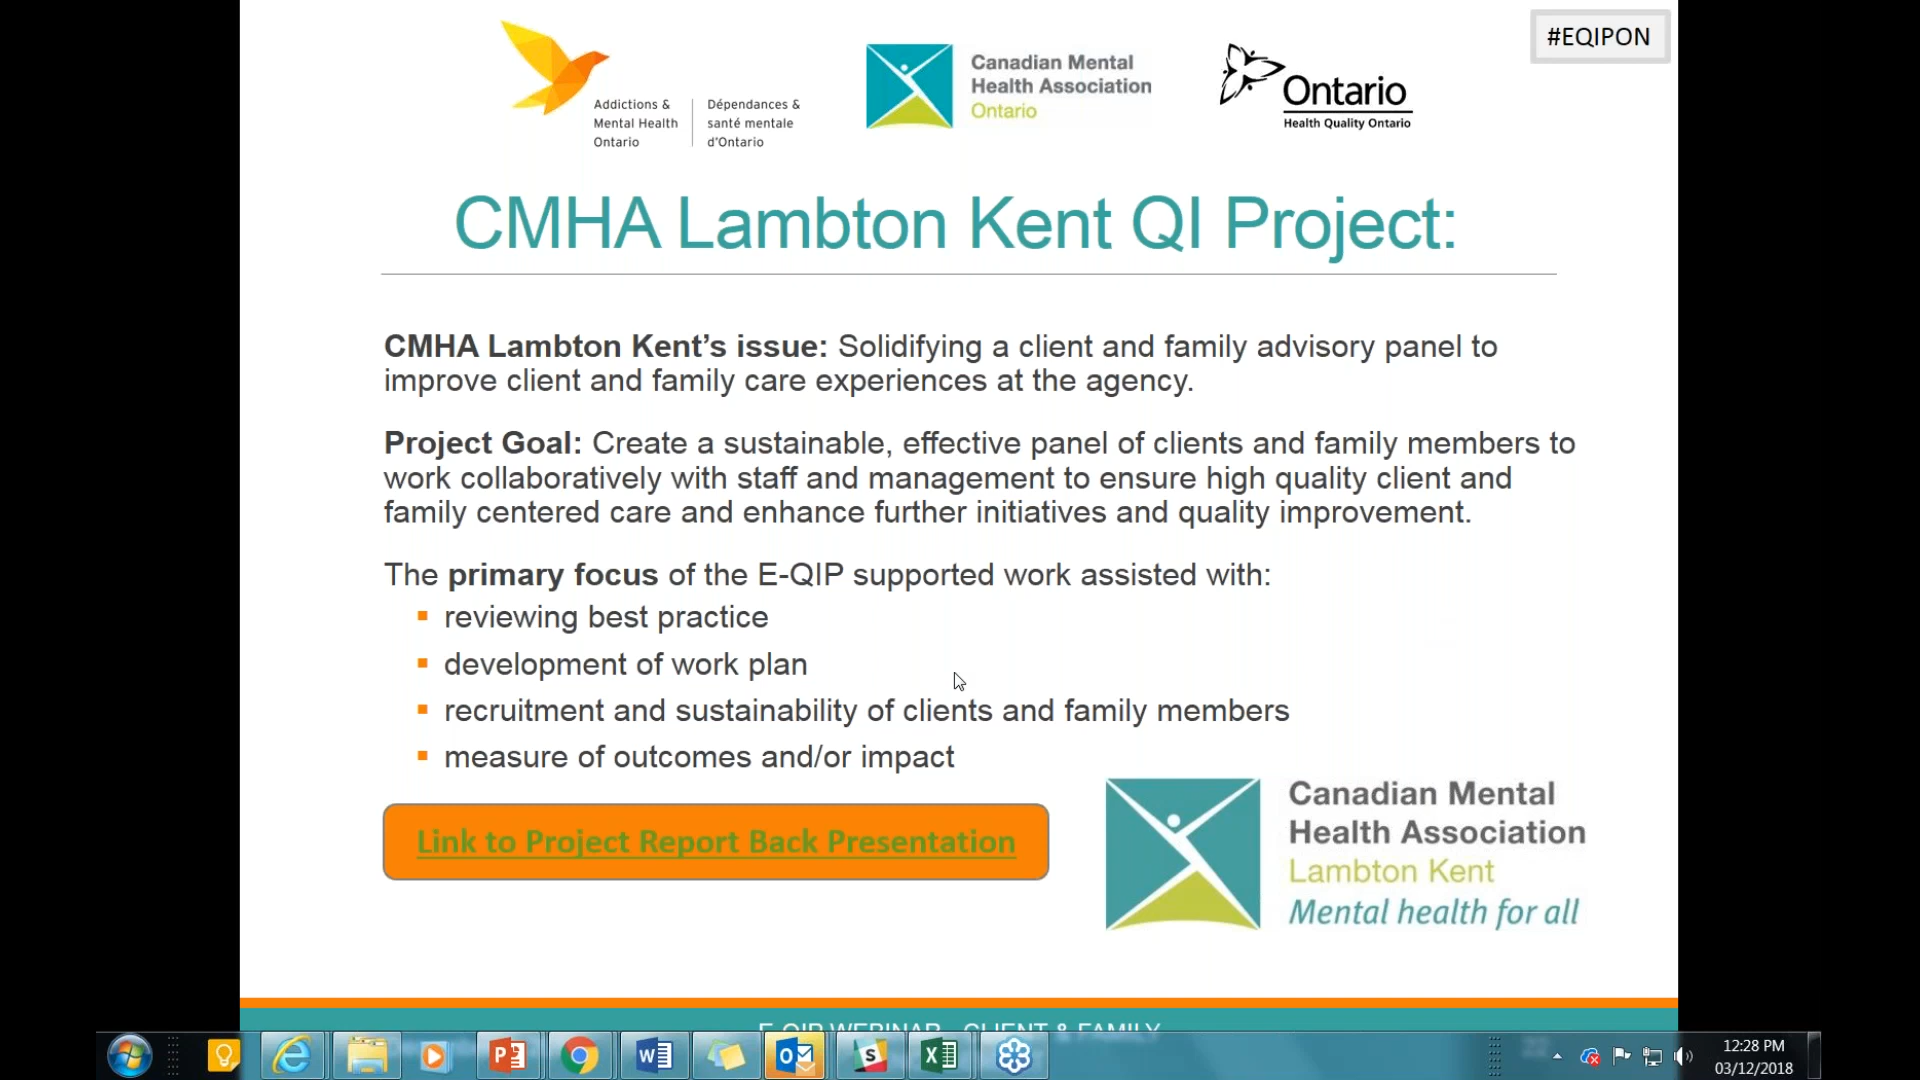 #EQIPON
Addictions &
Mental Health
Ontario
Dépendances &
santé mentale
d'Ontario
Canadian Mental
Health Association
Ontario
Ontario
Health Quality Ontario
CMHA Lambton Kent QI Project:
CMHA Lambton Kent’s issue: Solidifying a client and family advisory panel to
improve client and family care experiences at the agency.
Project Goal: Create a sustainable, effective panel of clients and family members to
work collaboratively with staff and management to ensure high quality client and
family centered care and enhance further initiatives and quality improvement.
The primary focus of the E-QIP supported work assisted with:
▪ reviewing best practice
▪ development of work plan
▪ recruitment and sustainability of clients and family members
▪ measure of outcomes and/or impact
Link to Project Report Back Presentation
Canadian Mental
Health Association
Lambton Kent
Mental health for all
E-QIP WEBINAR - CLIENT & FAMILY
12:28 PM
03/12/2018